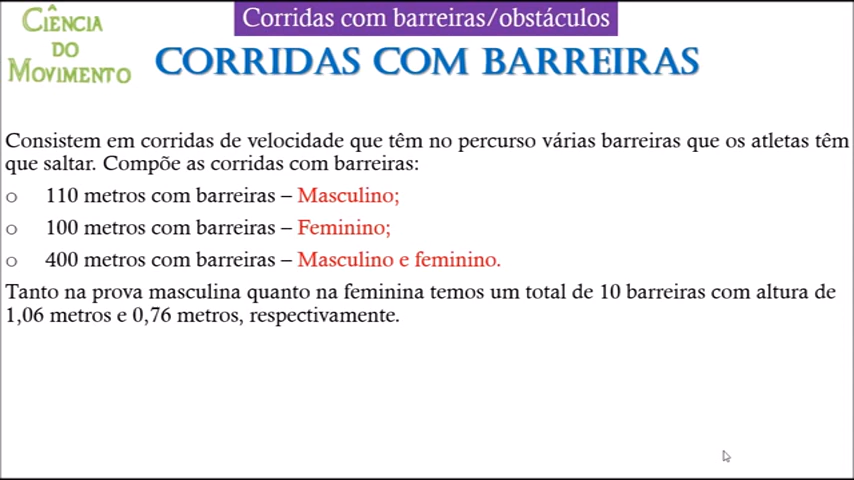 Corridas com barreiras/obstáculos
CIÊNCIA
DO
MOVIMENTO
CORRIDAS COM BARREIRAS
Consistem em corridas de velocidade que têm no percurso várias barreiras que os atletas têm
que saltar. Compõe as corridas com barreiras:
o 110 metros com barreiras – Masculino;
o 100 metros com barreiras – Feminino;
o 400 metros com barreiras – Masculino e feminino.
Tanto na prova masculina quanto na feminina temos um total de 10 barreiras com altura de
1,06 metros e 0,76 metros, respectivamente.